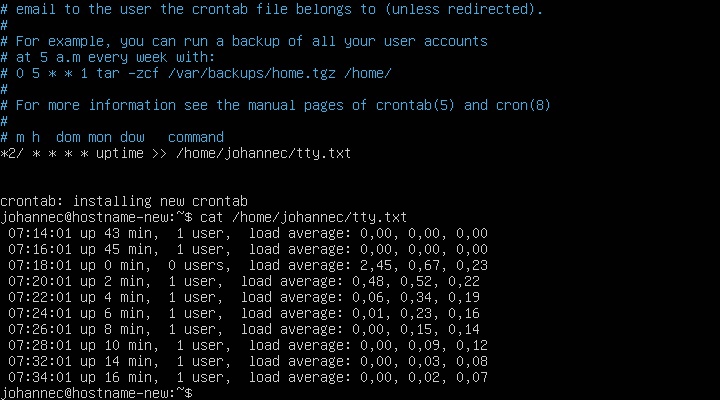 # email to the user the crontab file belongs to (unless redirected).
#
# For example, you can run a backup of all your user accounts
# at 5 a.m every week with:
# 0 5 * * 1 tar -zcf /var/backups/home.tgz /home/
#
# For more information see the manual pages of crontab(5) and cron(8)
#
# m h  dom mon dow   command
*2/ * * * * uptime >> /home/johannec/tty.txt
crontab: installing new crontab
johannec@hostname-new:~$ cat /home/johannec/tty.txt
 07:14:01 up 43 min,  1 user,  load average: 0,00, 0,00, 0,00
 07:16:01 up 45 min,  1 user,  load average: 0,00, 0,00, 0,00
 07:18:01 up 0 min,  0 users,  load average: 2,45, 0,67, 0,23
 07:20:01 up 2 min,  1 user,  load average: 0,48, 0,52, 0,22
 07:22:01 up 4 min,  1 user,  load average: 0,06, 0,34, 0,19
 07:24:01 up 6 min,  1 user,  load average: 0,01, 0,23, 0,16
 07:26:01 up 8 min,  1 user,  load average: 0,00, 0,15, 0,14
 07:28:01 up 10 min,  1 user,  load average: 0,00, 0,09, 0,12
 07:32:01 up 14 min,  1 user,  load average: 0,00, 0,03, 0,08
 07:34:01 up 16 min,  1 user,  load average: 0,00, 0,02, 0,07
johannec@hostname-new:~$